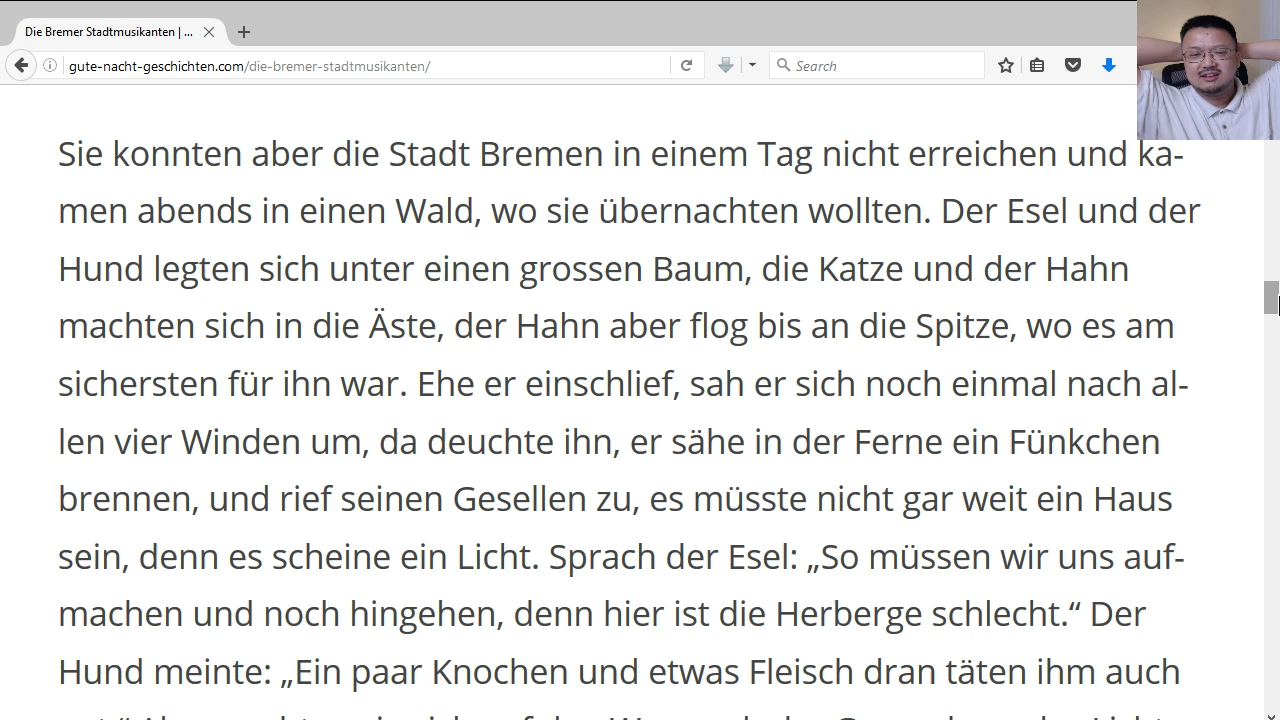 Die Bremer Stadtmusikanten | ...
gute-nacht-geschichten.com/die-bremer-stadtmusikanten/
Search
Sie konnten aber die Stadt Bremen in einem Tag nicht erreichen und ka-
men abends in einen Wald, wo sie übernachten wollten. Der Esel und der
Hund legten sich unter einen grossen Baum, die Katze und der Hahn
machten sich in die Äste, der Hahn aber flog bis an die Spitze, wo es am
sichersten für ihn war. Ehe er einschlief, sah er sich noch einmal nach al-
len vier Winden um, da deuchte ihn, er sähe in der Ferne ein Fünkchen
brennen, und rief seinen Gesellen zu, es müsste nicht gar weit ein Haus
sein, denn es scheine ein Licht. Sprach der Esel: „So müssen wir uns auf-
machen und noch hingehen, denn hier ist die Herberge schlecht.“ Der
Hund meinte: „Ein paar Knochen und etwas Fleisch dran täten ihm auch